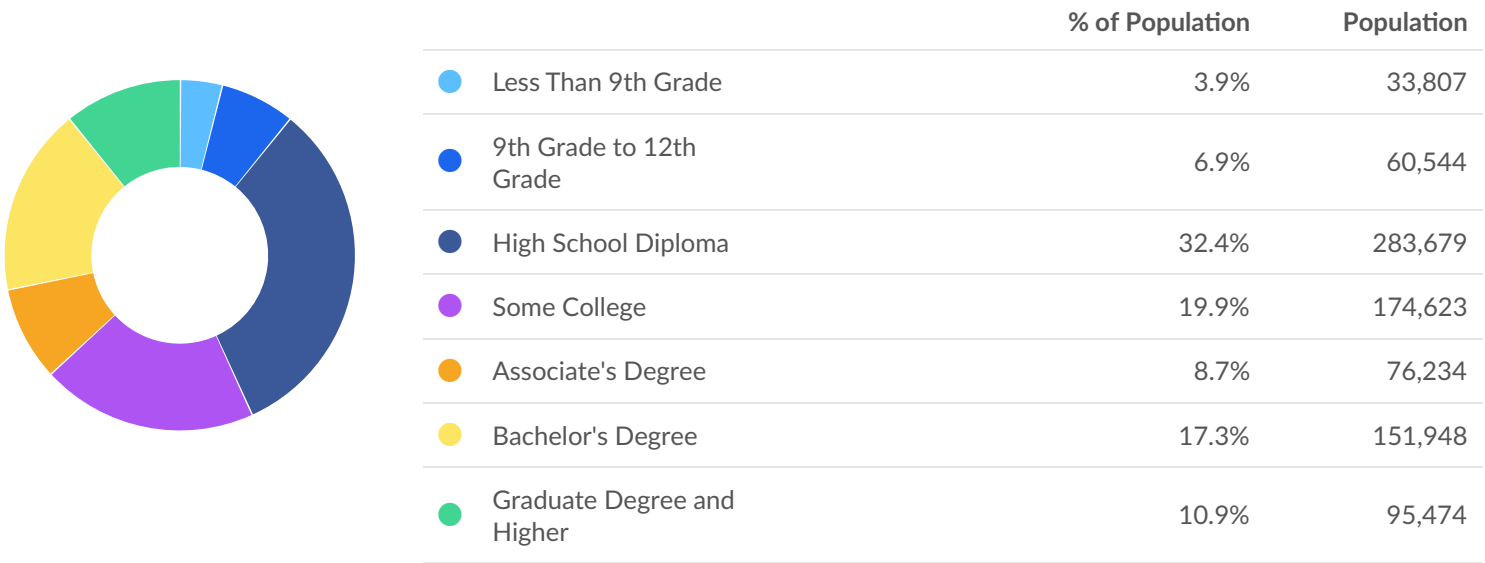 % of Population Population
Less Than 9th Grade 3.9% 33,807
9th Grade to 12th
Grade 6.9% 60,544
High School Diploma 32.4% 283,679
Some College 19.9% 174,623
Associate's Degree 8.7% 76,234
Bachelor's Degree 17.3% 151,948
Graduate Degree and
Higher 10.9% 95,474